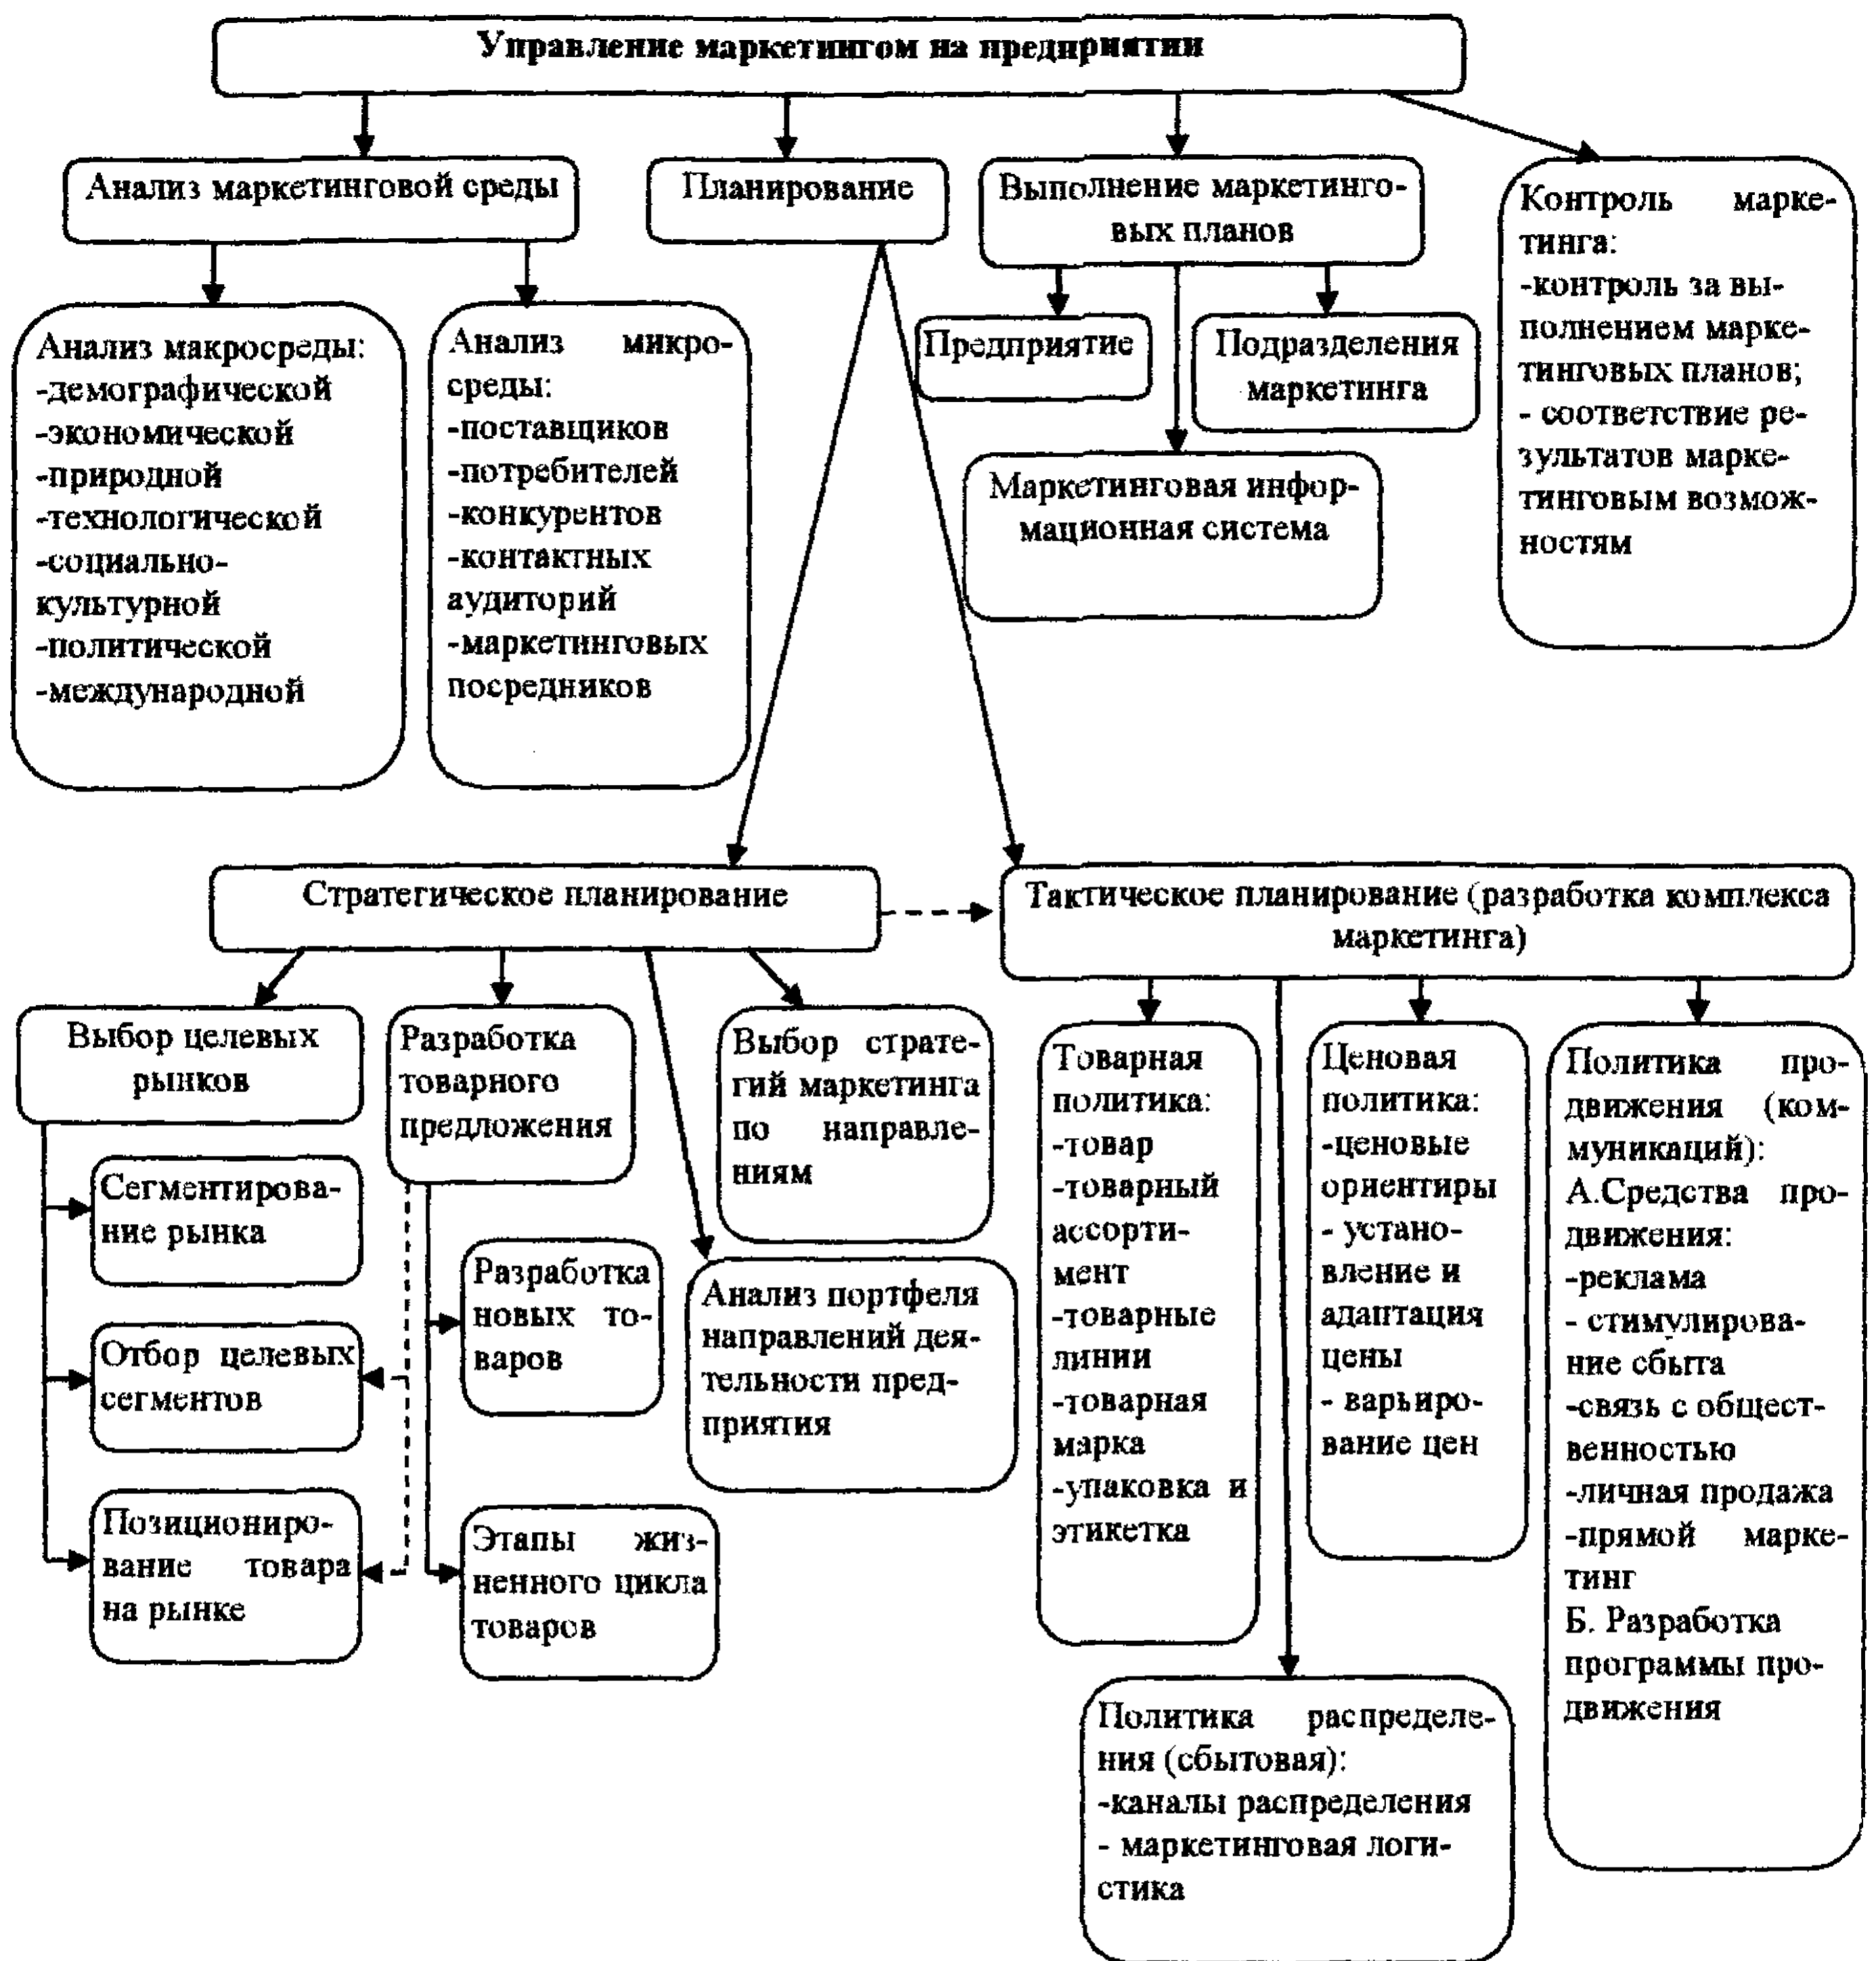 Управление маркетингом на предприятии
Анализ маркетинговой среды
Планирование
Выполнение маркетинго-
вых планов
Контроль марке-
тинга:
-контроль за вы-
полнением марке-
тинговых планов;
- соответствие ре-
зультатов марке-
тинговым возмож-
ностям
Анализ макросреды:
-демографической
-экономической
-природной
-технологической
-социально-
культурной
-политической
-международной
Анализ микро-
среды:
-поставщиков
-потребителей
-конкурентов
-контактных
аудиторий
-маркетинговых
посредников
Предприятие
Подразделения
маркетинга
Маркетинговая инфор-
мационная система
Стратегическое планирование
Тактическое планирование (разработка комплекса
маркетинга)
Выбор целевых
рынков
Разработка
товарного
предложения
Выбор страте-
гий маркетинга
по направле-
ниям
Сегментирова-
ние рынка
Отбор целевых
сегментов
Позициониро-
вание товара
на рынке
Разработка
новых то-
варов
Этапы жиз-
ненного цикла
товаров
Анализ портфеля
направлений дея-
тельности пред-
приятия
Товарная
политика:
-товар
-товарный
ассорти-
мент
-товарные
линии
-товарная
марка
-упаковка и
этикетка
Ценовая
политика:
-ценовые
ориентиры
- устано-
вление и
адаптация
цены
- варьиро-
вание цен
Политика про-
движения (ком-
муникаций):
А.Средства про-
движения:
-реклама
- стимулирова-
ние сбыта
-связь с общест-
венностью
-личная продажа
-прямой марке-
тинг
Б. Разработка
программы про-
движения
Политика распределе-
ния (сбытовая):
-каналы распределения
- маркетинговая логи-
стика